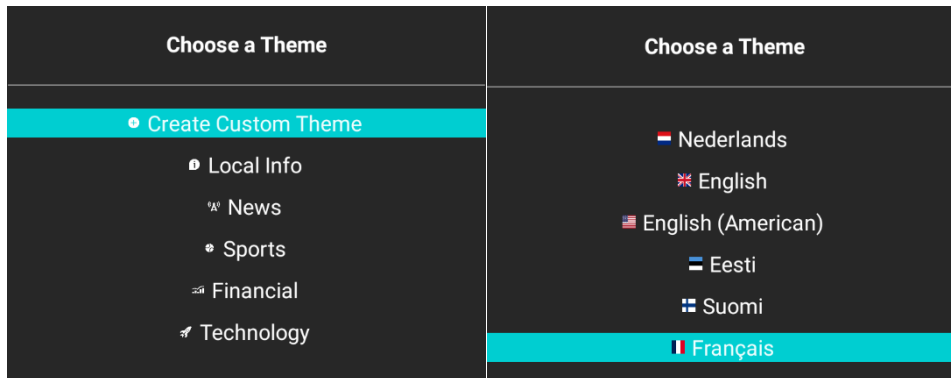 Choose a Theme
Create Custom Theme
Local Info
News
Sports
Financial
Technology
Choose a Theme
Nederlands
English
English (American)
Eesti
Suomi
Français